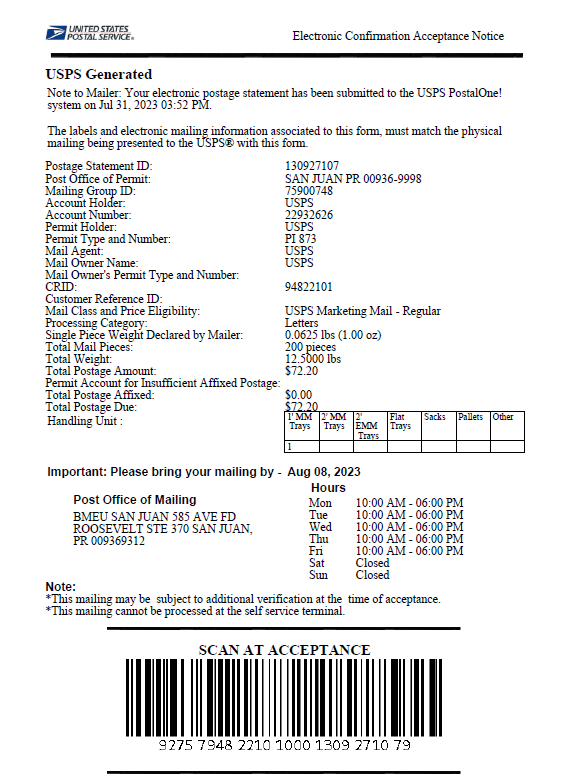 UNITED STATES
POSTAL SERVICE®
Electronic Confirmation Acceptance Notice
USPS Generated
Note to Mailer: Your electronic postage statement has been submitted to the USPS PostalOne!
system on Jul 31, 2023 03:52 PM.
The labels and electronic mailing information associated to this form, must match the physical
mailing being presented to the USPS® with this form.
Postage Statement ID: 130927107
Post Office of Permit: SAN JUAN PR 00936-9998
Mailing Group ID: 75900748
Account Holder: USPS
Account Number: 22932626
Permit Holder: USPS
Permit Type and Number: PI 873
Mail Agent: USPS
Mail Owner Name: USPS
Mail Owner's Permit Type and Number:
CRID: 94822101
Customer Reference ID:
Mail Class and Price Eligibility: USPS Marketing Mail - Regular
Processing Category: Letters
Single Piece Weight Declared by Mailer: 0.0625 lbs (1.00 oz)
Total Mail Pieces: 200 pieces
Total Weight: 12.5000 lbs
Total Postage Amount: $72.20
Permit Account for Insufficient Affixed Postage:
Total Postage Affixed: $0.00
Total Postage Due: $72.20
Handling Unit : 1' MM Trays 2' MM Trays 2' EMM Trays Flat Trays Sacks Pallets Other
1
Important: Please bring your mailing by - Aug 08, 2023
Hours
Post Office of Mailing
BMEU SAN JUAN 585 AVE FD
ROOSEVELT STE 370 SAN JUAN,
PR 009369312
Mon 10:00 AM - 06:00 PM
Tue 10:00 AM - 06:00 PM
Wed 10:00 AM - 06:00 PM
Thu 10:00 AM - 06:00 PM
Fri 10:00 AM - 06:00 PM
Sat Closed
Sun Closed
Note:
*This mailing may be subject to additional verification at the time of acceptance.
*This mailing cannot be processed at the self service terminal.
SCAN AT ACCEPTANCE
9275 7948 2210 1000 1309 2710 79